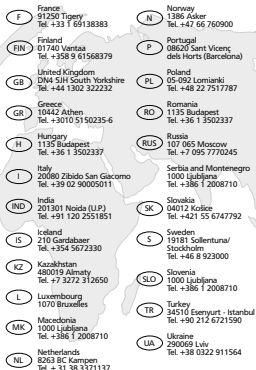 F
France
91250 Tigery
Tel. +33 1 69138383
FIN
Finland
01740 Vantaa
Tel. +358 9 61568379
GB
United Kingdom
DN4 5JH South Yorkshire
Tel. +44 1302 322232
GR
Greece
10442 Athen
Tel. +3010 5150235-6
H
Hungary
1135 Budapest
Tel. +36 1 3502337
I
Italy
20080 Zibido San Giacomo
Tel. +39 02 90005011
IND
India
201301 Noida (U.P.)
Tel. +91 120 2551851
IS
Iceland
210 Gardabaer
Tel. +354 5672330
KZ
Kazakhstan
480019 Almaty
Tel. +7 3272 312650
L
Luxembourg
1070 Bruxelles
MK
Macedonia
1000 Ljubljana
Tel. +386 1 2008710
NL
Netherlands
8263 BC Kampen
Tel. + 31 38 3371137
N
Norway
1386 Asker
Tel. +47 66 760900
P
Portugal
08620 Sant Vicenç
dels Horts (Barcelona)
PL
Poland
05-092 Lomianki
Tel. +48 22 7517787
RO
Romania
1135 Budapest
Tel. +36 1 3502337
RUS
Russia
107 065 Moscow
Tel. +7 095 7770245
Serbia and Montenegro
1000 Ljubljana
Tel. +386 1 2008710
SK
Slovakia
04012 Košice
Tel. +421 55 6747792
S
Sweden
19181 Sollentuna/
Stockholm
Tel. +46 8 923000
SLO
Slovenia
1000 Ljubljana
Tel. +386 1 2008710
TR
Turkey
34510 Esenyurt - Istanbul
Tel. +90 212 6721590
UA
Ukraine
290069 Lviv
Tel. +38 0322 911564